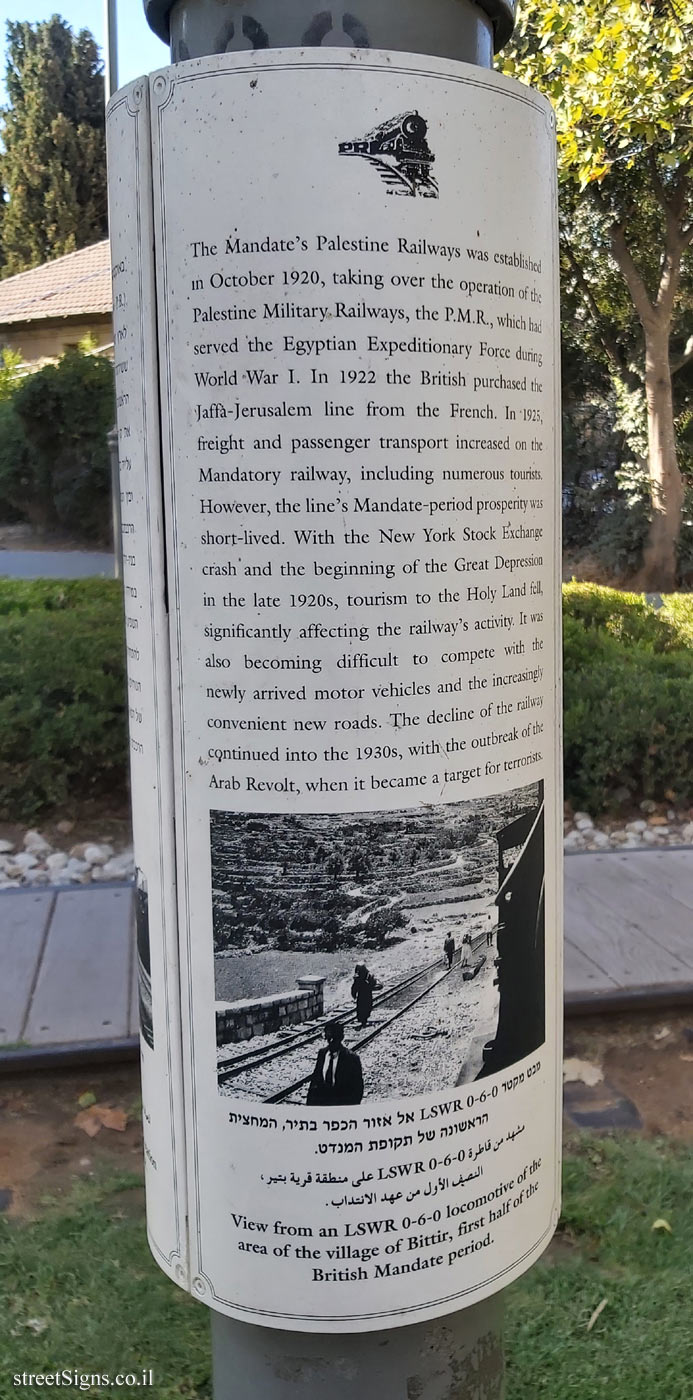 PR
The Mandate's Palestine Railways was established
in October 1920, taking over the operation of the
Palestine Military Railways, the P.M.R., which had
served the Egyptian Expeditionary Force during
World War I. In 1922 the British purchased the
Jaffa-Jerusalem line from the French. In 1925,
freight and passenger transport increased on the
Mandatory railway, including numerous tourists.
However, the line's Mandate-period prosperity was
short-lived. With the New York Stock Exchange
crash and the beginning of the Great Depression
in the late 1920s, tourism to the Holy Land fell,
significantly affecting the railway's activity. It was
also becoming difficult to compete with the
newly arrived motor vehicles and the increasingly
convenient new roads. The decline of the railway
continued into the 1930s, with the outbreak of the
Arab Revolt, when it became a target for terrorists.
מבט מקטר LSWR 0-6-0 אל אזור הכפר בתיר, המחצית
הראשונה של תקופת המנדט.
مشهد من قاطرة LSWR 0-6-0 على منطقة قرية بتير،
النصف الأول من عهد الانتداب.
View from an LSWR 0-6-0 locomotive of the
area of the village of Bittir, first half of the
British Mandate period.
streetSigns.co.il